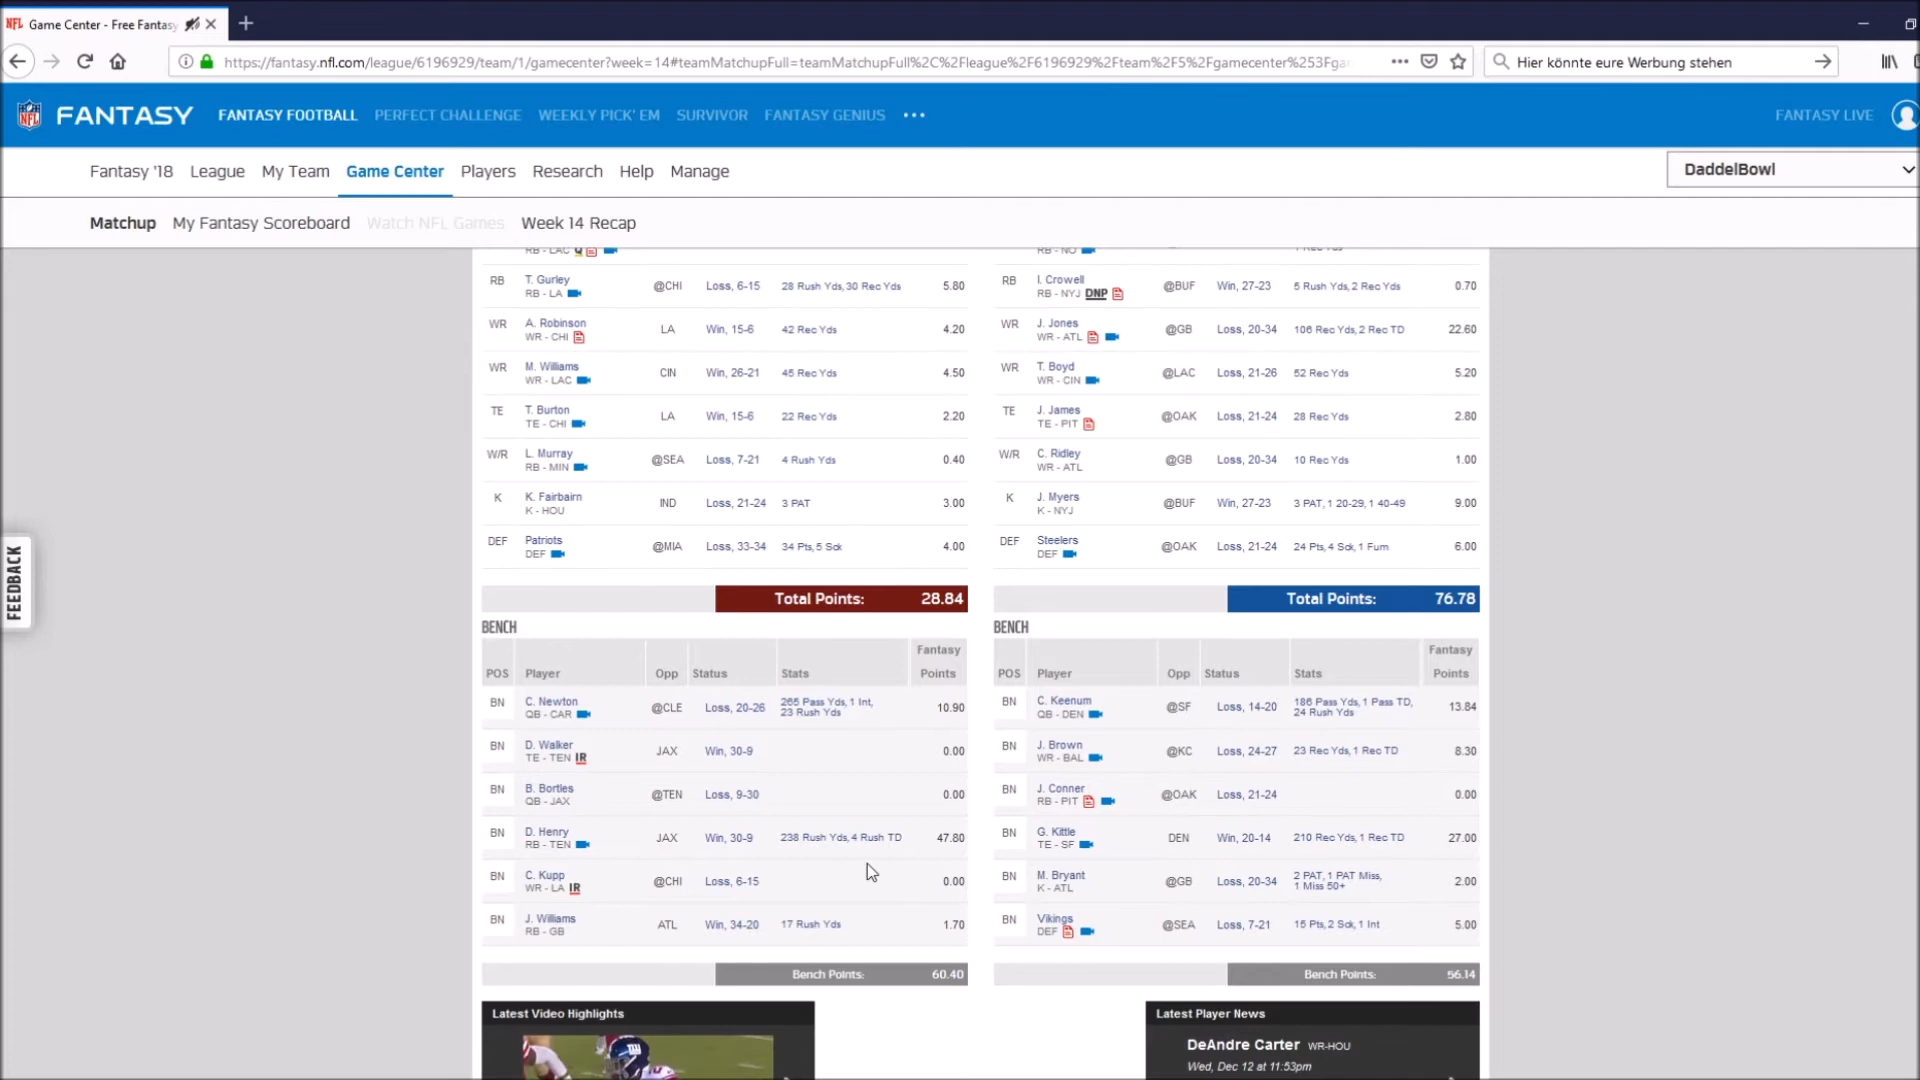 NFL Game Center - Free Fantasy
https://fantasy.nfl.com/league/6196929/team/1/gamecenter?week=14#teamMatchupFull=teamMatchupFull%2C%2Fleague%2F6196929%2Fteam%2F5%2Fgamecenter%253Fga
Hier könnte eure Werbung stehen
NFL FANTASY FANTASY FOOTBALL PERFECT CHALLENGE WEEKLY PICK' EM SURVIVOR FANTASY GENIUS ••• FANTASY LIVE
Fantasy '18 League My Team Game Center Players Research Help Manage DaddelBowl
Matchup My Fantasy Scoreboard Watch NFL Games Week 14 Recap
FEEDBACK
RB - LAC Q
RB T. Gurley @CHI Loss, 6-15 28 Rush Yds, 30 Rec Yds 5.80
RB - LA
WR A. Robinson LA Win, 15-6 42 Rec Yds 4.20
WR - CHI
WR M. Williams CIN Win, 26-21 45 Rec Yds 4.50
WR - LAC
TE T. Burton LA Win, 15-6 22 Rec Yds 2.20
TE - CHI
W/R L. Murray @SEA Loss, 7-21 4 Rush Yds 0.40
RB - MIN
K K. Fairbairn IND Loss, 21-24 3 PAT 3.00
K - HOU
DEF Patriots @MIA Loss, 33-34 34 Pts, 5 Sck 4.00
DEF
Total Points: 28.84
BENCH
Fantasy
POS Player Opp Status Stats Points
BN C. Newton @CLE Loss, 20-26 265 Pass Yds, 1 Int, 10.90
QB - CAR 23 Rush Yds
BN D. Walker JAX Win, 30-9 0.00
TE - TEN IR
BN B. Bortles @TEN Loss, 9-30 0.00
QB - JAX
BN D. Henry JAX Win, 30-9 238 Rush Yds, 4 Rush TD 47.80
RB - TEN
BN C. Kupp @CHI Loss, 6-15 0.00
WR - LA IR
BN J. Williams ATL Win, 34-20 17 Rush Yds 1.70
RB - GB
Bench Points: 60.40
Latest Video Highlights
RB - NO
RB I. Crowell @BUF Win, 27-23 5 Rush Yds, 2 Rec Yds 0.70
RB - NYJ DNP
WR J. Jones @GB Loss, 20-34 106 Rec Yds, 2 Rec TD 22.60
WR - ATL
WR T. Boyd @LAC Loss, 21-26 52 Rec Yds 5.20
WR - CIN
TE J. James @OAK Loss, 21-24 28 Rec Yds 2.80
TE - PIT
W/R C. Ridley @GB Loss, 20-34 10 Rec Yds 1.00
WR - ATL
K J. Myers @BUF Win, 27-23 3 PAT, 1 20-29, 1 40-49 9.00
K - NYJ
DEF Steelers @OAK Loss, 21-24 24 Pts, 4 Sck, 1 Fum 6.00
DEF
Total Points: 76.78
BENCH
Fantasy
POS Player Opp Status Stats Points
BN C. Keenum @SF Loss, 14-20 186 Pass Yds, 1 Pass TD, 13.84
QB - DEN 24 Rush Yds
BN J. Brown @KC Loss, 24-27 23 Rec Yds, 1 Rec TD 8.30
WR - BAL
BN J. Conner @OAK Loss, 21-24 0.00
RB - PIT
BN G. Kittle DEN Win, 20-14 210 Rec Yds, 1 Rec TD 27.00
TE - SF
BN M. Bryant @GB Loss, 20-34 2 PAT, 1 PAT Miss, 2.00
K - ATL 1 Miss 50+
BN Vikings @SEA Loss, 7-21 15 Pts, 2 Sck, 1 Int 5.00
DEF
Bench Points: 56.14
Latest Player News
DeAndre Carter WR-HOU
Wed, Dec 12 at 11:53pm